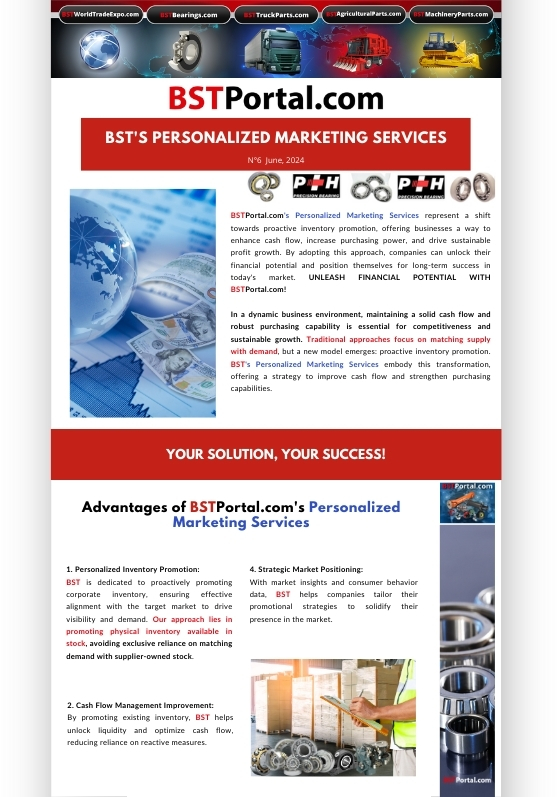 BSTWorldTradeExpo.com
BSTBearings.com
BSTTruckParts.com
BSTAgriculturalParts.com
BSTMachineryParts.com
BSTPortal.com
BST'S PERSONALIZED MARKETING SERVICES
N°6 June, 2024
PTH
PRECISION BEARING
PTH
PRECISION BEARING
BSTPortal.com's Personalized Marketing Services represent a shift
towards proactive inventory promotion, offering businesses a way to
enhance cash flow, increase purchasing power, and drive sustainable
profit growth. By adopting this approach, companies can unlock their
financial potential and position themselves for long-term success in
today's market. UNLEASH FINANCIAL POTENTIAL WITH
BSTPortal.com!
In a dynamic business environment, maintaining a solid cash flow and
robust purchasing capability is essential for competitiveness and
sustainable growth. Traditional approaches focus on matching supply
with demand, but a new model emerges: proactive inventory promotion.
BST's Personalized Marketing Services embody this transformation,
offering a strategy to improve cash flow and strengthen purchasing
capabilities.
YOUR SOLUTION, YOUR SUCCESS!
Advantages of BSTPortal.com's Personalized
Marketing Services
1. Personalized Inventory Promotion:
BST is dedicated to proactively promoting
corporate inventory, ensuring effective
alignment with the target market to drive
visibility and demand. Our approach lies in
promoting physical inventory available in
stock, avoiding exclusive reliance on matching
demand with supplier-owned stock.
2. Cash Flow Management Improvement:
By promoting existing inventory, BST helps
unlock liquidity and optimize cash flow,
reducing reliance on reactive measures.
4. Strategic Market Positioning:
With market insights and consumer behavior
data, BST helps companies tailor their
promotional strategies to solidify their
presence in the market.
BSTPortal.com
BSTPortal.com